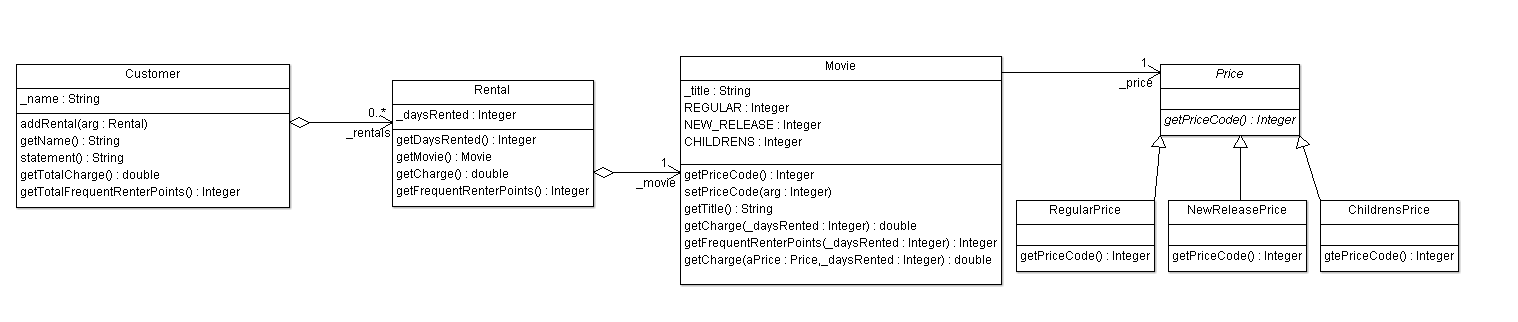 Customer
_name : String
addRental(arg : Rental)
getName() : String
statement() : String
getTotalCharge() : double
getTotalFrequentRenterPoints() : Integer
0..*
_rentals
Rental
_daysRented : Integer
getDaysRented() : Integer
getMovie() : Movie
getCharge() : double
getFrequentRenterPoints() : Integer
1
_movie
Movie
_title : String
REGULAR : Integer
NEW_RELEASE : Integer
CHILDRENS : Integer
getPriceCode() : Integer
setPriceCode(arg : Integer)
getTitle() : String
getCharge(_daysRented : Integer) : double
getFrequentRenterPoints(_daysRented : Integer) : Integer
getCharge(aPrice : Price,_daysRented : Integer) : double
1
_price
Price
getPriceCode() : Integer
RegularPrice
getPriceCode() : Integer
NewReleasePrice
getPriceCode() : Integer
ChildrensPrice
gtePriceCode() : Integer